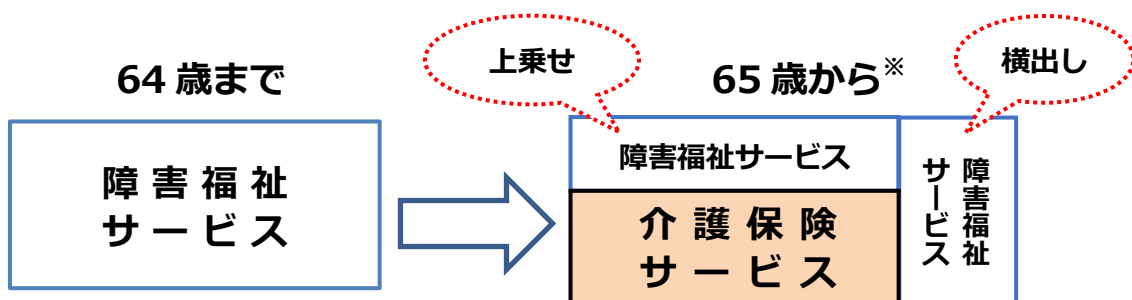 64歳まで
障害福祉
サービス
上乗せ
65歳から※
横出し
障害福祉サービス
介護保険
サービス
障害福祉
サービス